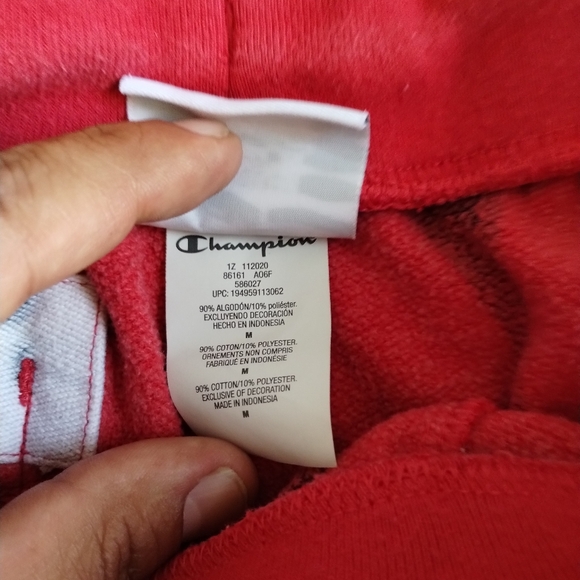 Champion
1Z 112020
86161 A06F
586027
UPC: 194959113062
90% ALGODÓN/10% poliéster.
EXCLUYENDO DECORACIÓN
HECHO EN INDONESIA
M
90% COTON/10% POLYESTER.
ORNEMENTS NON COMPRIS
FABRIQUÉ EN INDONÉSIE
M
90% COTTON/10% POLYESTER
EXCLUSIVE OF DECORATION
MADE IN INDONESIA
M